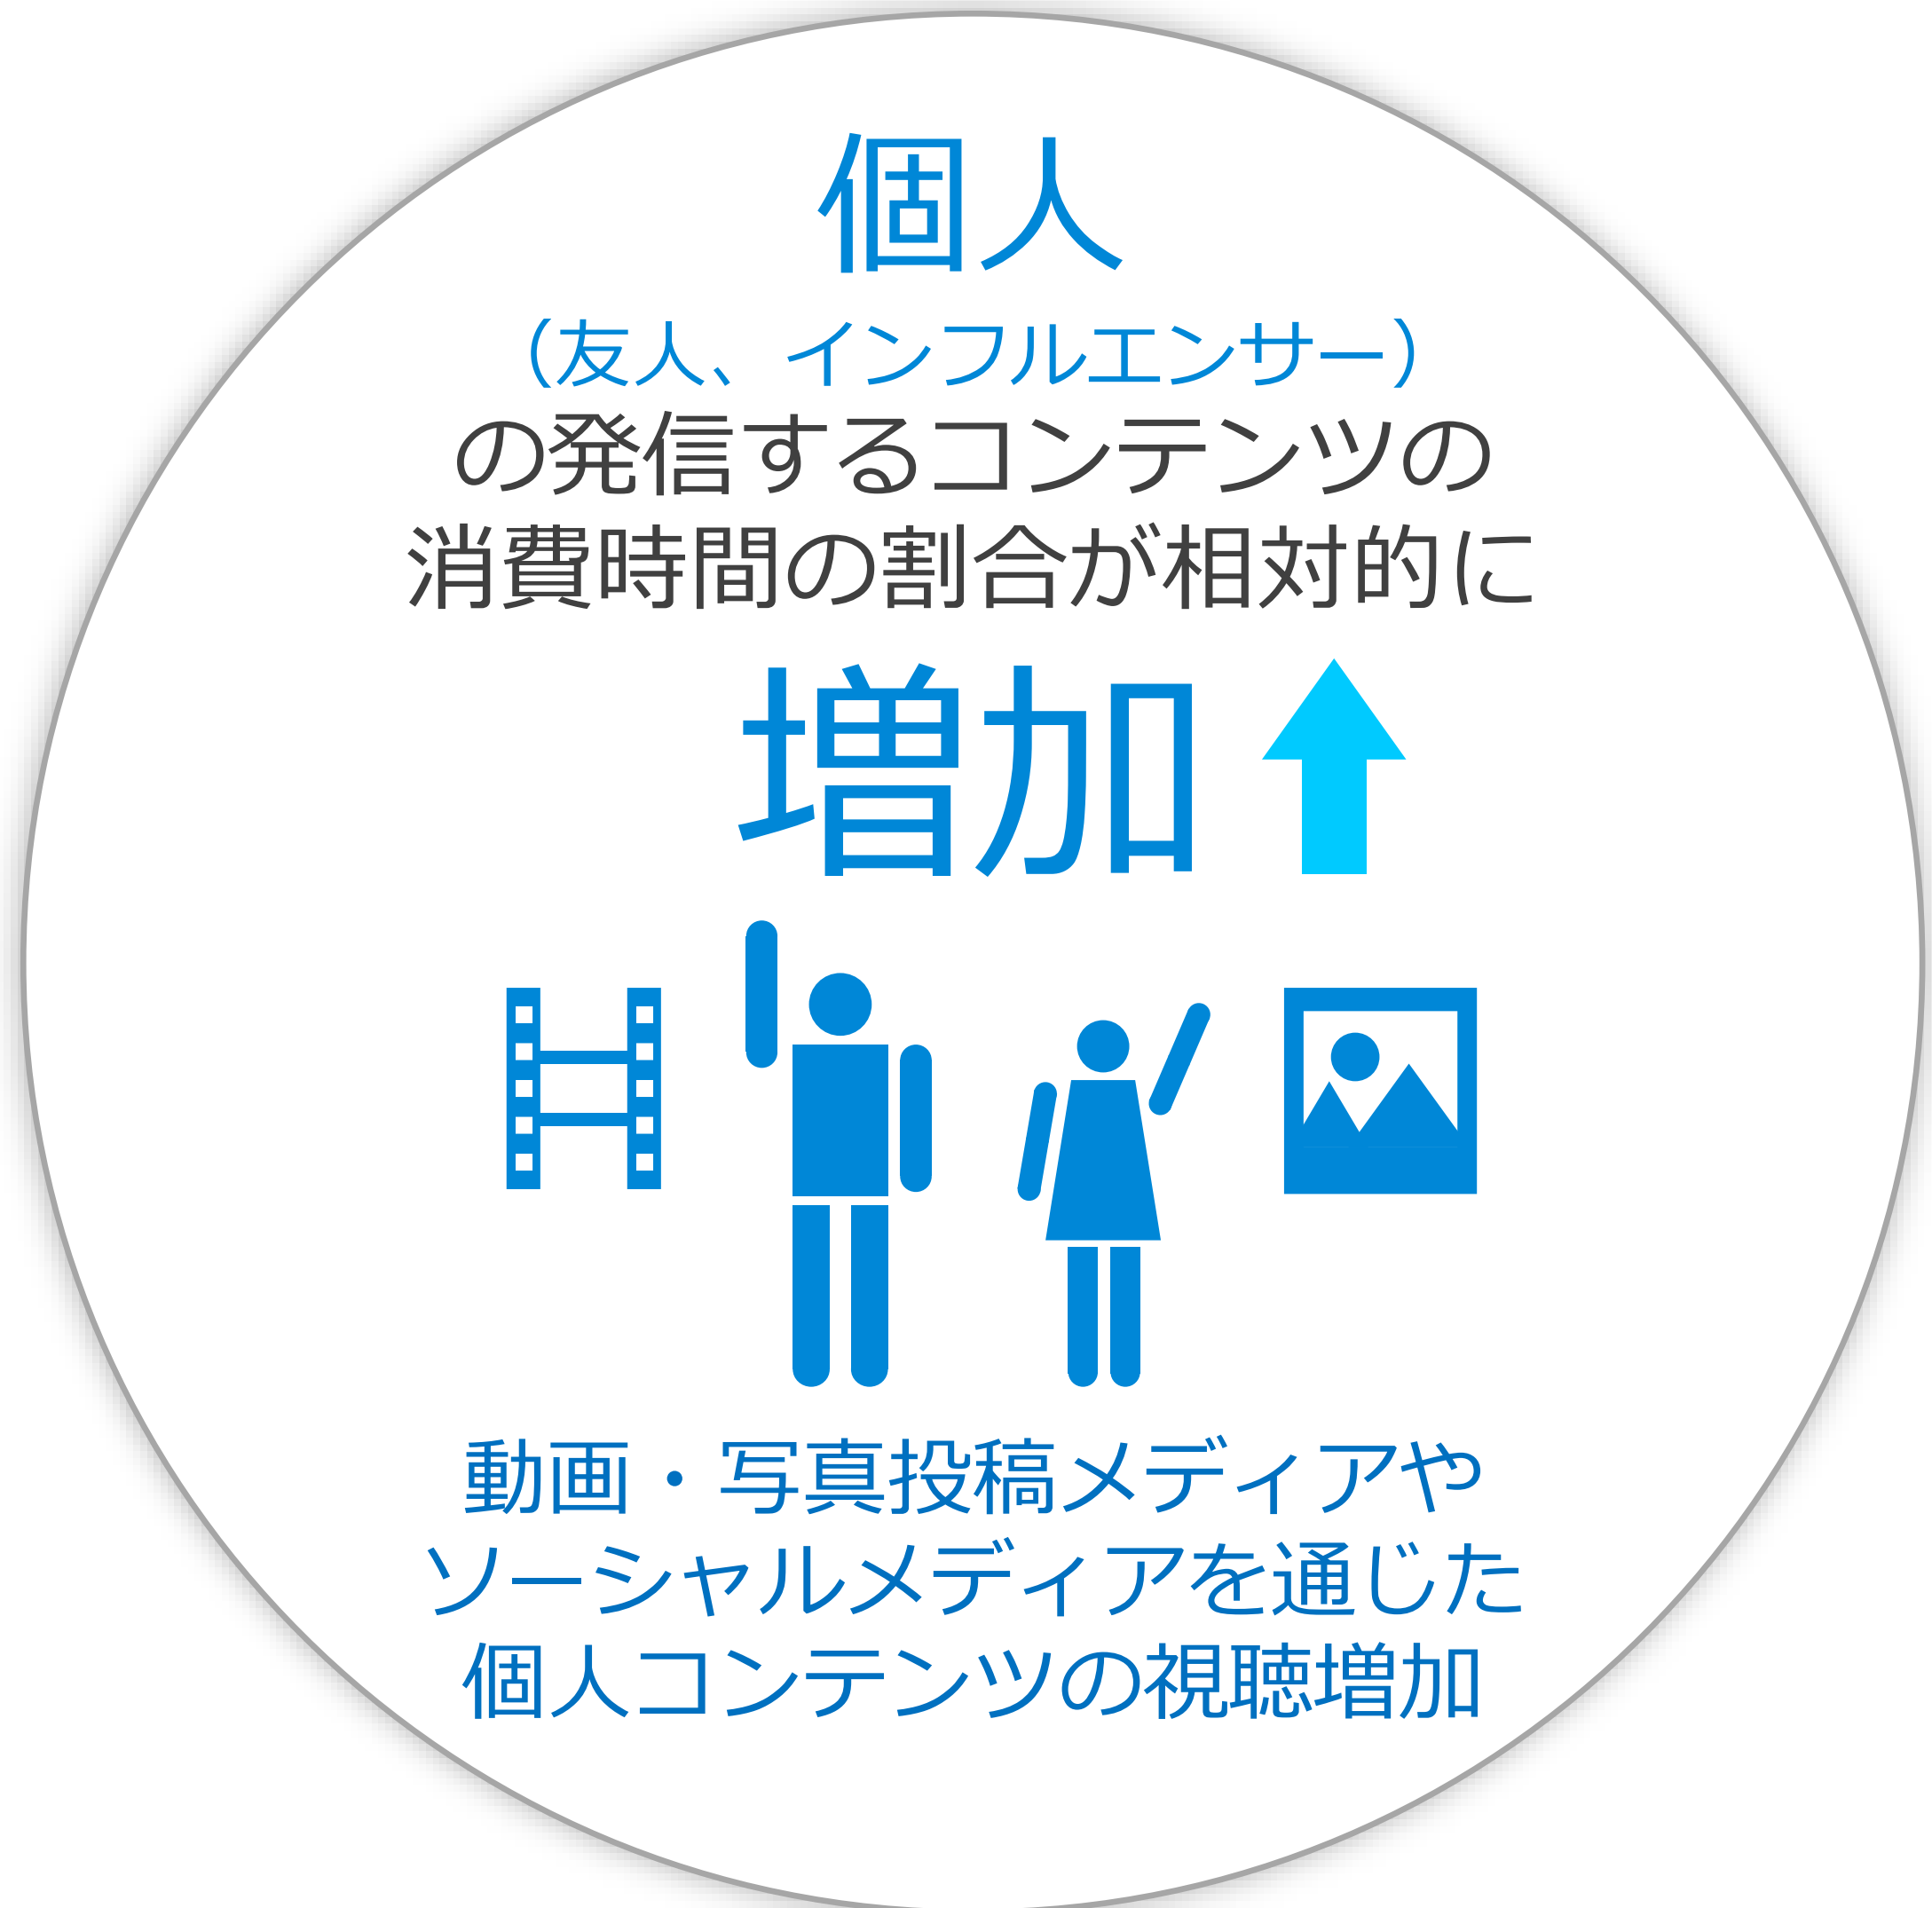 個人
（友人、インフルエンサー）
の発信するコンテンツの
消費時間の割合が相対的に
増加
動画・写真投稿メディアや
ソーシャルメディアを通じた
個人コンテンツの視聴増加